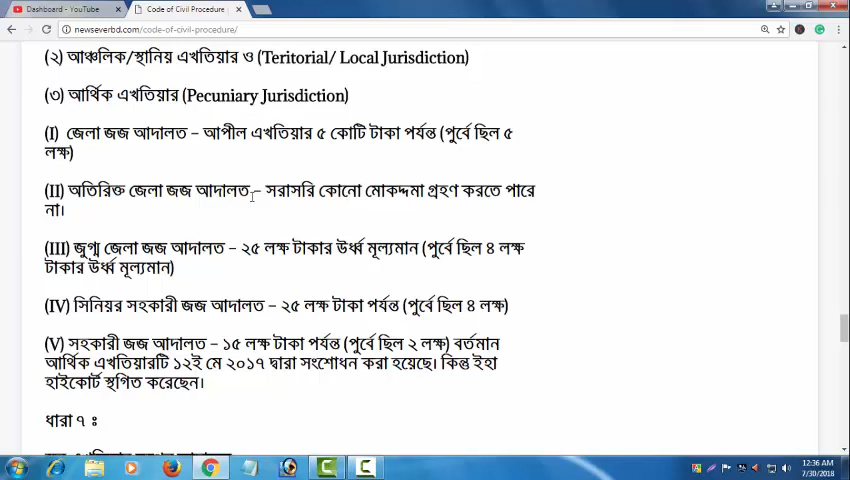 Dashboard - YouTube
Code of Civil Procedure
newseverbd.com/code-of-civil-procedure/
(২) আঞ্চলিক/স্থানিয় এখতিয়ার ও (Teritorial/ Local Jurisdiction)
(৩) আর্থিক এখতিয়ার (Pecuniary Jurisdiction)
(I) জেলা জজ আদালত – আপীল এখতিয়ার ৫ কোটি টাকা পর্যন্ত (পুর্বে ছিল ৫
লক্ষ)
(II) অতিরিক্ত জেলা জজ আদালত – সরাসরি কোনো মোকদ্দমা গ্রহণ করতে পারে
না।
(III) জুগ্ম জেলা জজ আদালত – ২৫ লক্ষ টাকার উর্ধ্ব মূল্যমান (পুর্বে ছিল ৪ লক্ষ
টাকার উর্ধ্ব মূল্যমান)
(IV) সিনিয়র সহকারী জজ আদালত – ২৫ লক্ষ টাকা পর্যন্ত (পুর্বে ছিল ৪ লক্ষ)
(V) সহকারী জজ আদালত – ১৫ লক্ষ টাকা পর্যন্ত (পুর্বে ছিল ২ লক্ষ) বর্তমান
আর্থিক এখতিয়ারটি ১২ই মে ২০১৭ দ্বারা সংশোধন করা হয়েছে। কিন্তু ইহা
হাইকোর্ট স্থগিত করেছেন।
ধারা ৭ ঃ
12:36 AM
7/30/2018